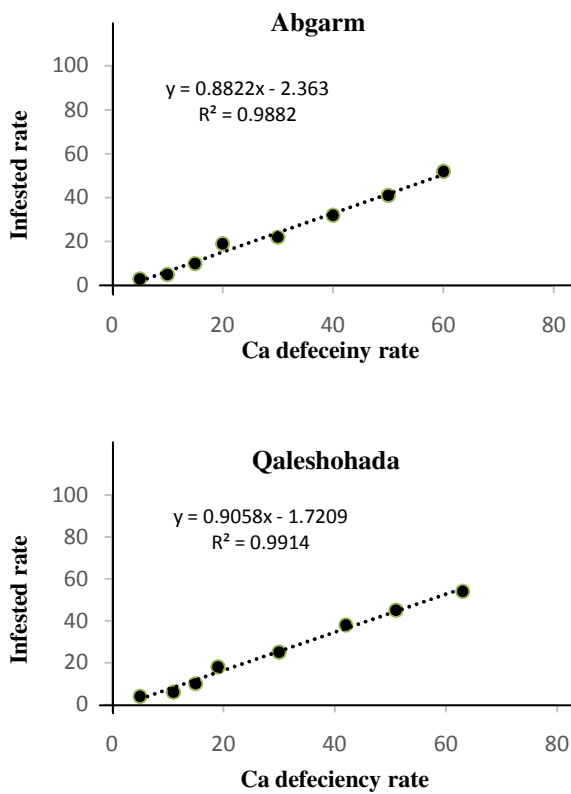 Abgarm
100
y = 0.8822x - 2.363
R² = 0.9882
80
60
Infested rate
40
20
0
0 20 40 60 80
Ca defeceiny rate
Qaleshohada
100
y = 0.9058x - 1.7209
R² = 0.9914
80
60
Infested rate
40
20
0
0 20 40 60 80
Ca defeciency rate